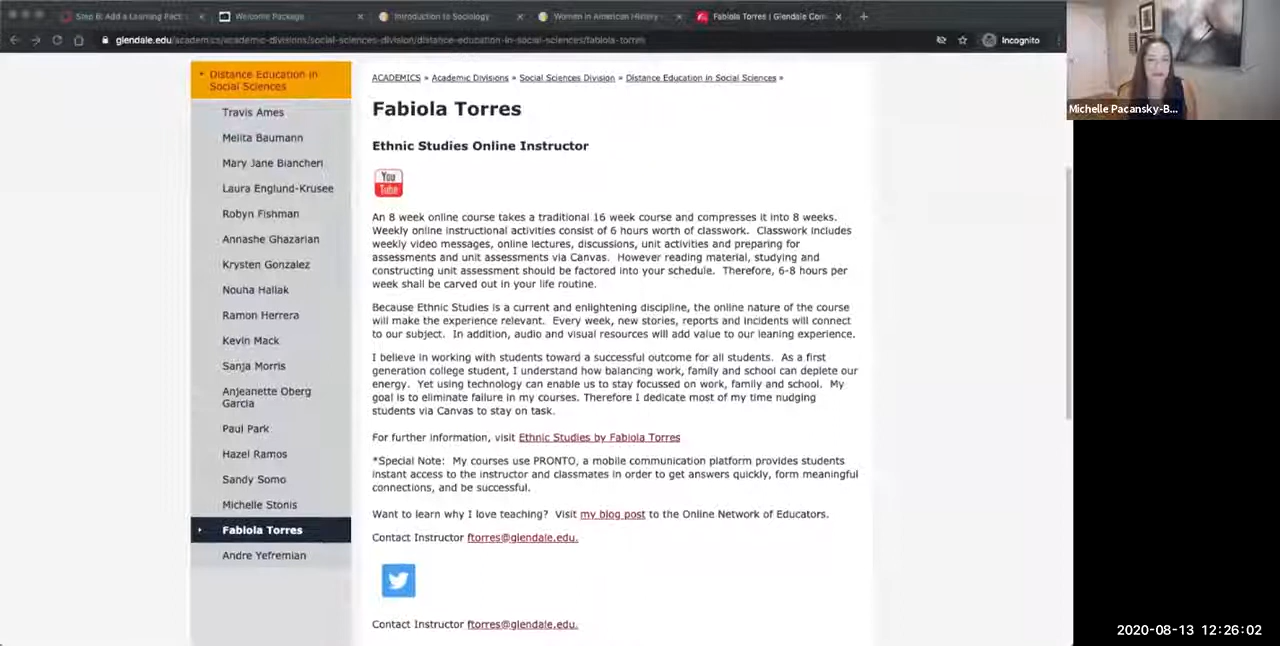 Step 6: Add a Learning Pact:
Welcome Package
Introduction to Sociology
Women in American History -
Fabiola Torres | Glendale Com
glendale.edu/academics/academic-divisions/social-sciences-division/distance-education-in-social-sciences/fabiola-torres
Incognito
Michelle Pacansky-B...
Distance Education in
Social Sciences
Travis Ames
Melita Baumann
Mary Jane Biancheri
Laura Englund-Krusee
Robyn Fishman
Annashe Ghazarian
Krysten Gonzalez
Nouha Hallak
Ramon Herrera
Kevin Mack
Sanja Morris
Anjeanette Oberg
Garcia
Paul Park
Hazel Ramos
Sandy Somo
Michelle Stonis
Fabiola Torres
Andre Yefremian
ACADEMICS » Academic Divisions » Social Sciences Division » Distance Education in Social Sciences »
Fabiola Torres
Ethnic Studies Online Instructor
You
Tube
An 8 week online course takes a traditional 16 week course and compresses it into 8 weeks.
Weekly online instructional activities consist of 6 hours worth of classwork. Classwork includes
weekly video messages, online lectures, discussions, unit activities and preparing for
assessments and unit assessments via Canvas. However reading material, studying and
constructing unit assessment should be factored into your schedule. Therefore, 6-8 hours per
week shall be carved out in your life routine.
Because Ethnic Studies is a current and enlightening discipline, the online nature of the course
will make the experience relevant. Every week, new stories, reports and incidents will connect
to our subject. In addition, audio and visual resources will add value to our leaning experience.
I believe in working with students toward a successful outcome for all students. As a first
generation college student, I understand how balancing work, family and school can deplete our
energy. Yet using technology can enable us to stay focussed on work, family and school. My
goal is to eliminate failure in my courses. Therefore I dedicate most of my time nudging
students via Canvas to stay on task.
For further information, visit Ethnic Studies by Fabiola Torres
*Special Note: My courses use PRONTO, a mobile communication platform provides students
instant access to the instructor and classmates in order to get answers quickly, form meaningful
connections, and be successful.
Want to learn why I love teaching? Visit my blog post to the Online Network of Educators.
Contact Instructor ftorres@glendale.edu.
Contact Instructor ftorres@glendale.edu.
2020-08-13 12:26:02